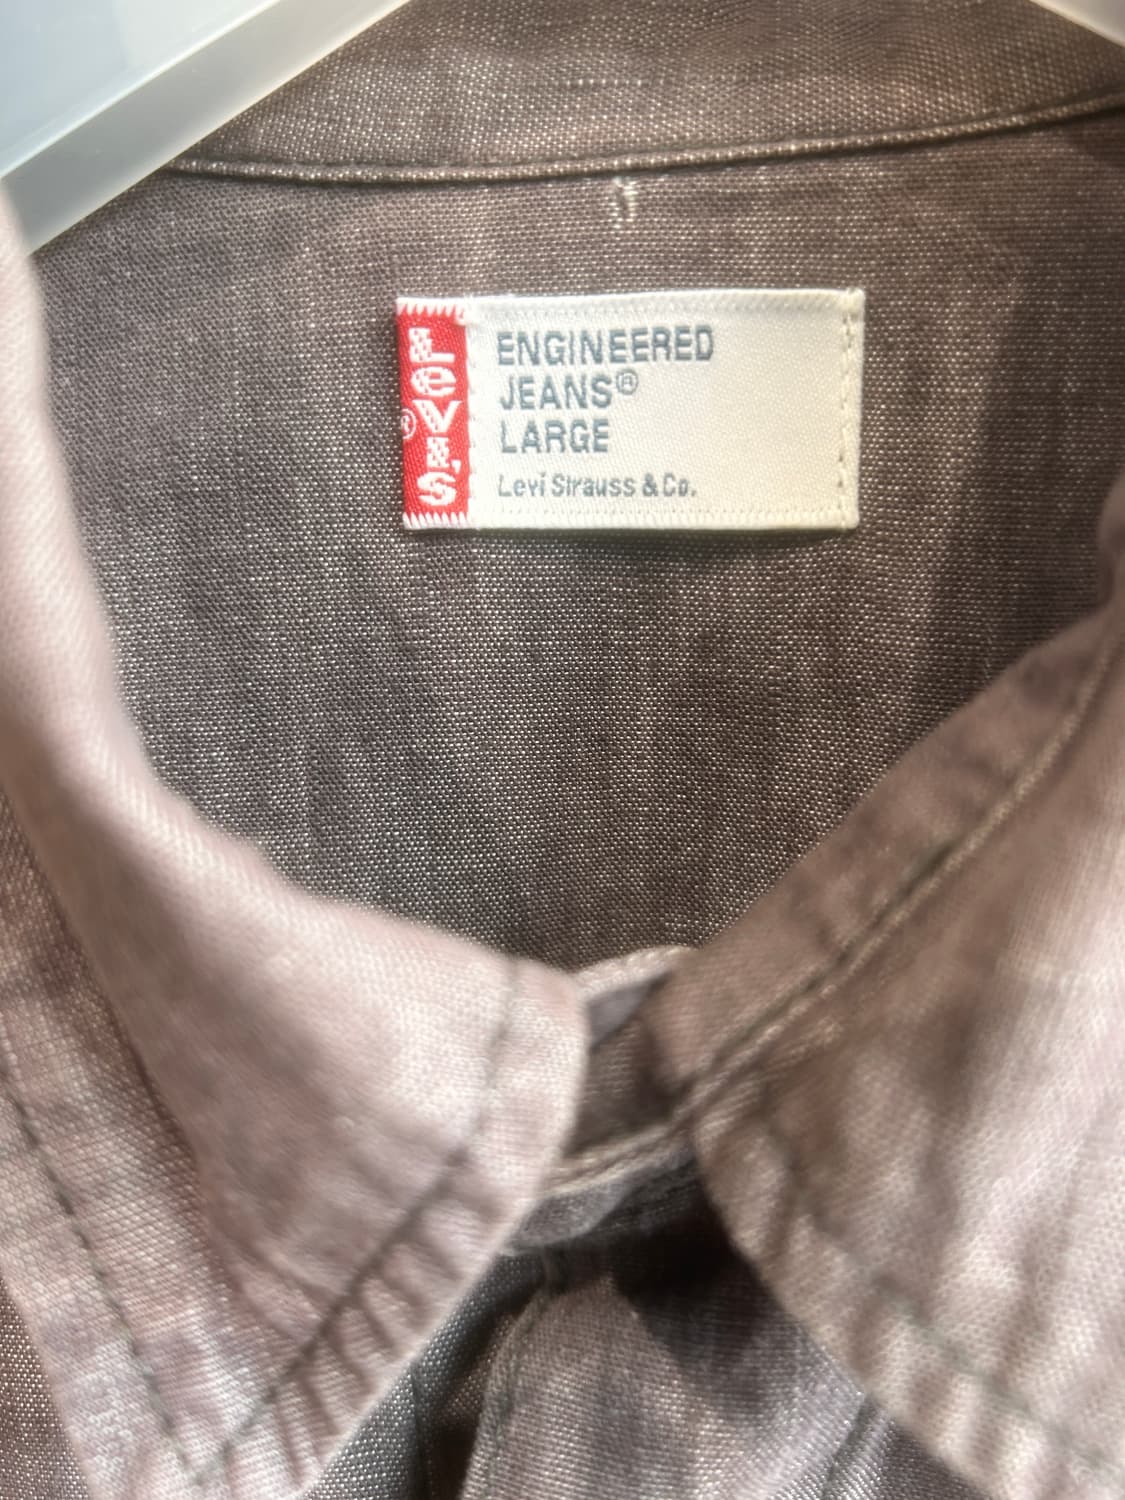 LEVI'S®
ENGINEERED
JEANS®
LARGE
Levi Strauss & Co.